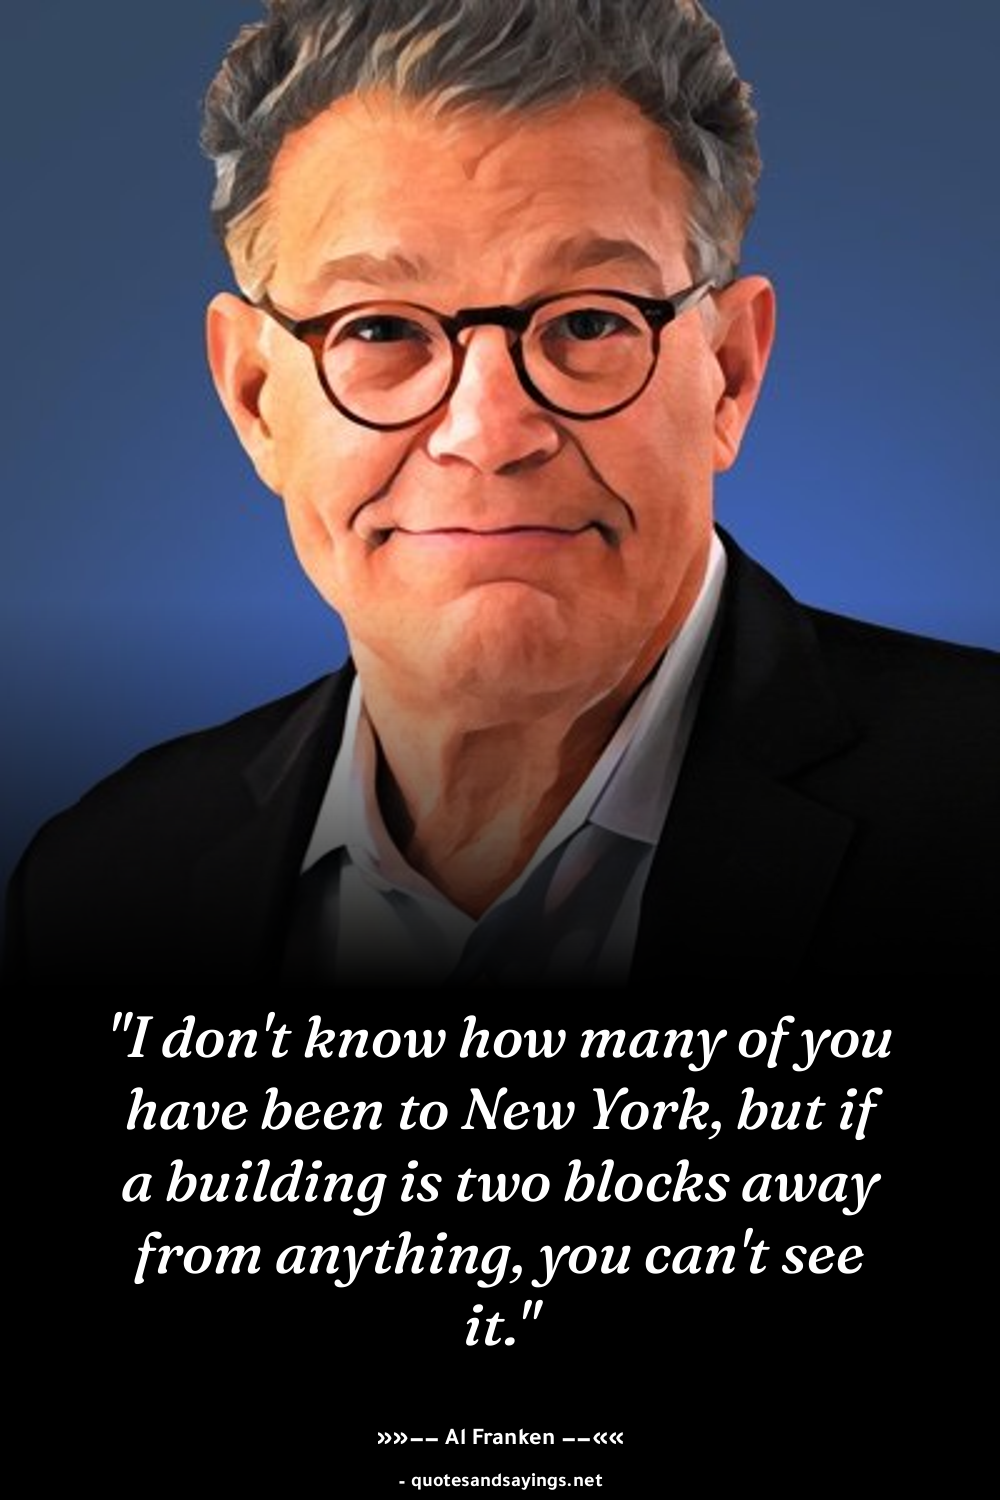 "I don't know how many of you
have been to New York, but if
a building is two blocks away
from anything, you can't see
it."
»»–– Al Franken ––««
- quotesandsayings.net